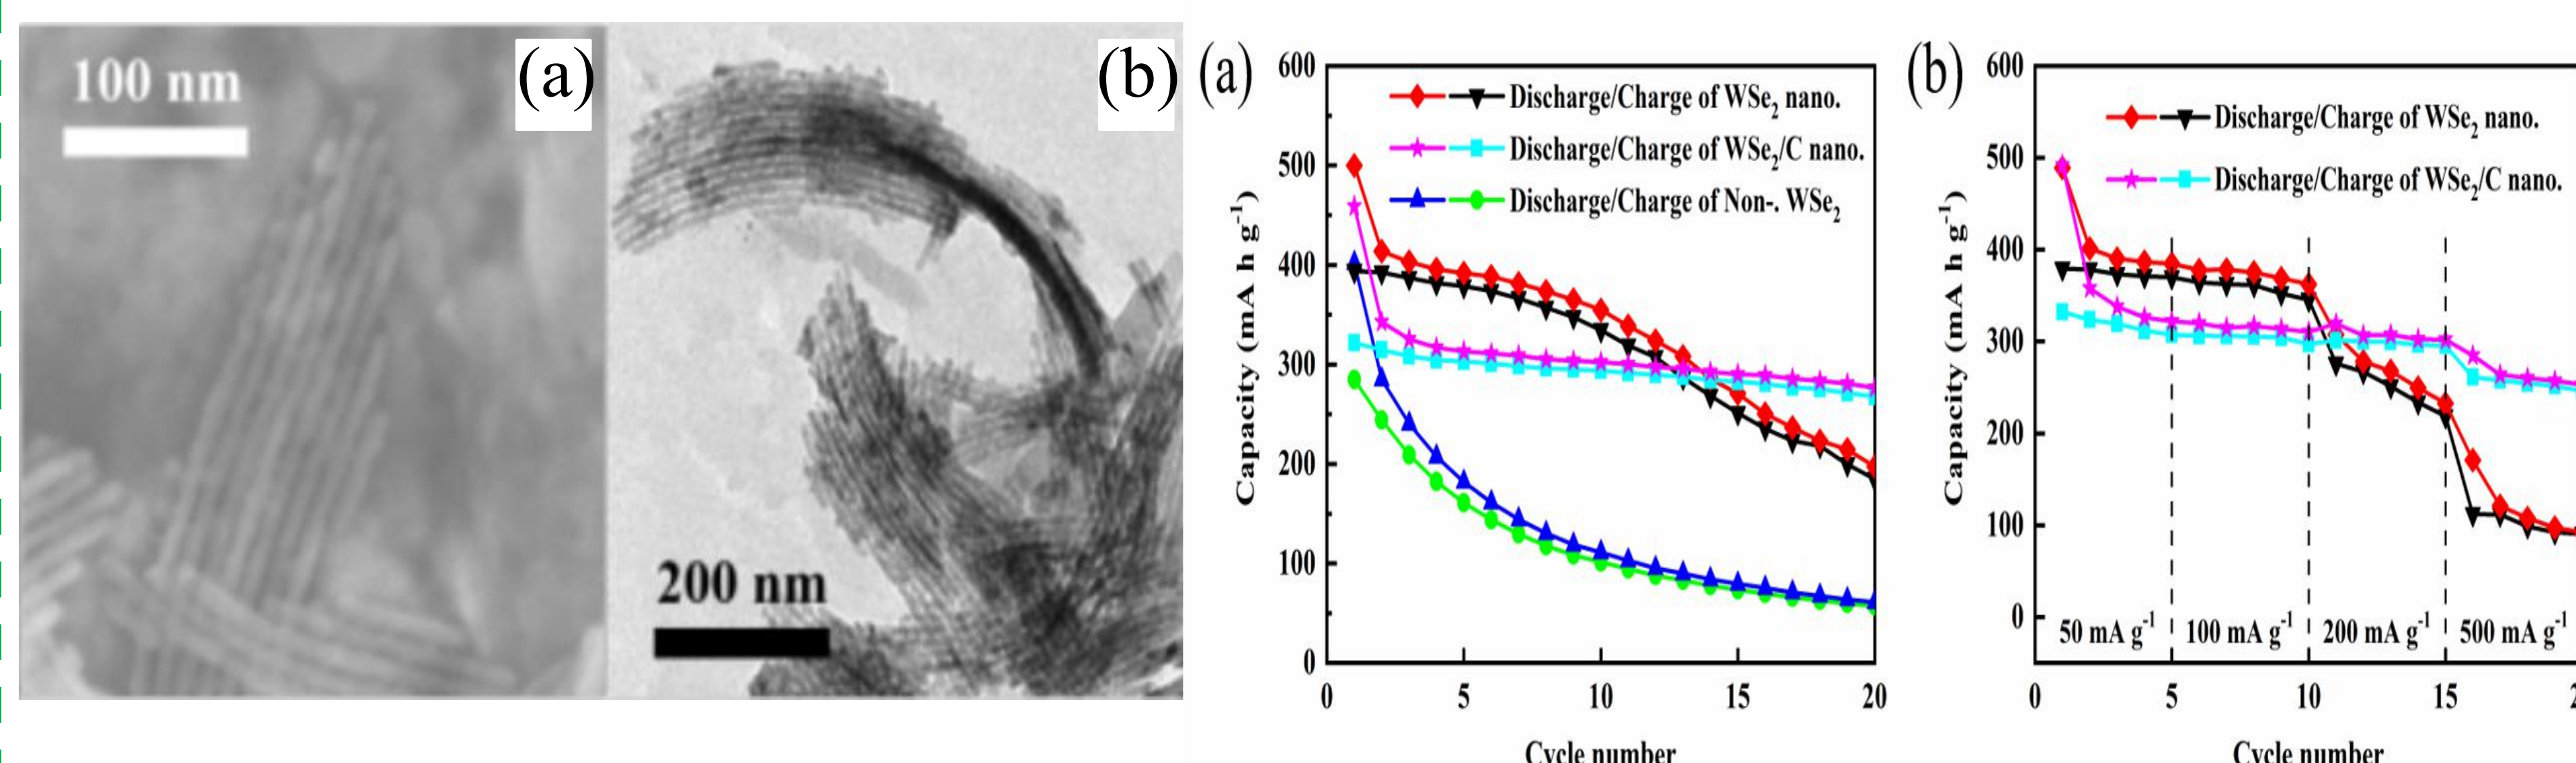 100 nm
(a)
(b)
200 nm
(a)
600
500
400
300
200
100
0
Capacity (mA h g⁻¹)
Discharge/Charge of WSe₂ nano.
Discharge/Charge of WSe₂/C nano.
Discharge/Charge of Non-. WSe₂
0 5 10 15 20
Cycle number
(b)
600
500
400
300
200
100
0
Capacity (mA h g⁻¹)
Discharge/Charge of WSe₂ nano.
Discharge/Charge of WSe₂/C nano.
50 mA g⁻¹ 100 mA g⁻¹ 200 mA g⁻¹ 500 mA g⁻¹
0 5 10 15
Cycle number